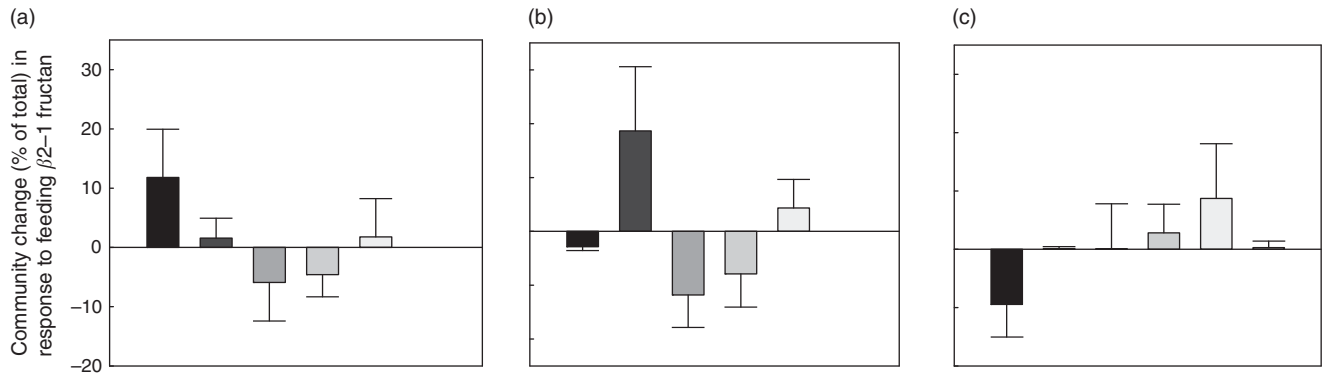 (a)
(b)
(c)
Community change (% of total) in
response to feeding β2–1 fructan
30
20
10
0
–10
–20